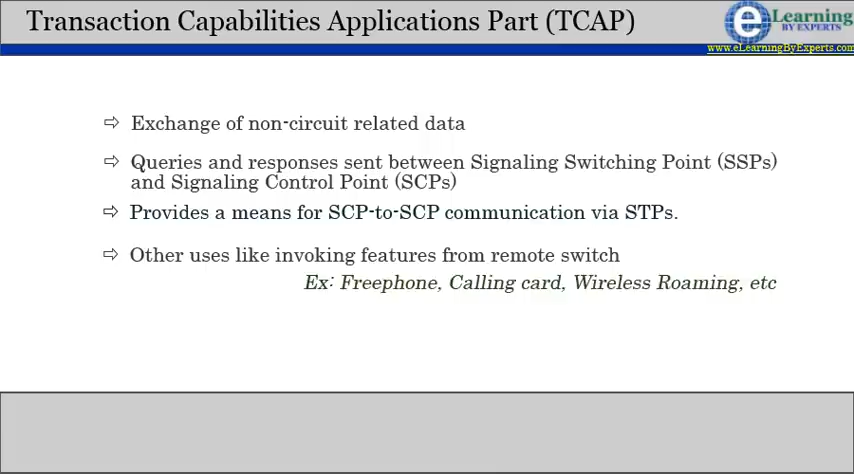 Transaction Capabilities Applications Part (TCAP)
eLearning
BY EXPERTS
www.eLearningByExperts.com
⇨ Exchange of non-circuit related data
⇨ Queries and responses sent between Signaling Switching Point (SSPs)
and Signaling Control Point (SCPs)
⇨ Provides a means for SCP-to-SCP communication via STPs.
⇨ Other uses like invoking features from remote switch
Ex: Freephone, Calling card, Wireless Roaming, etc